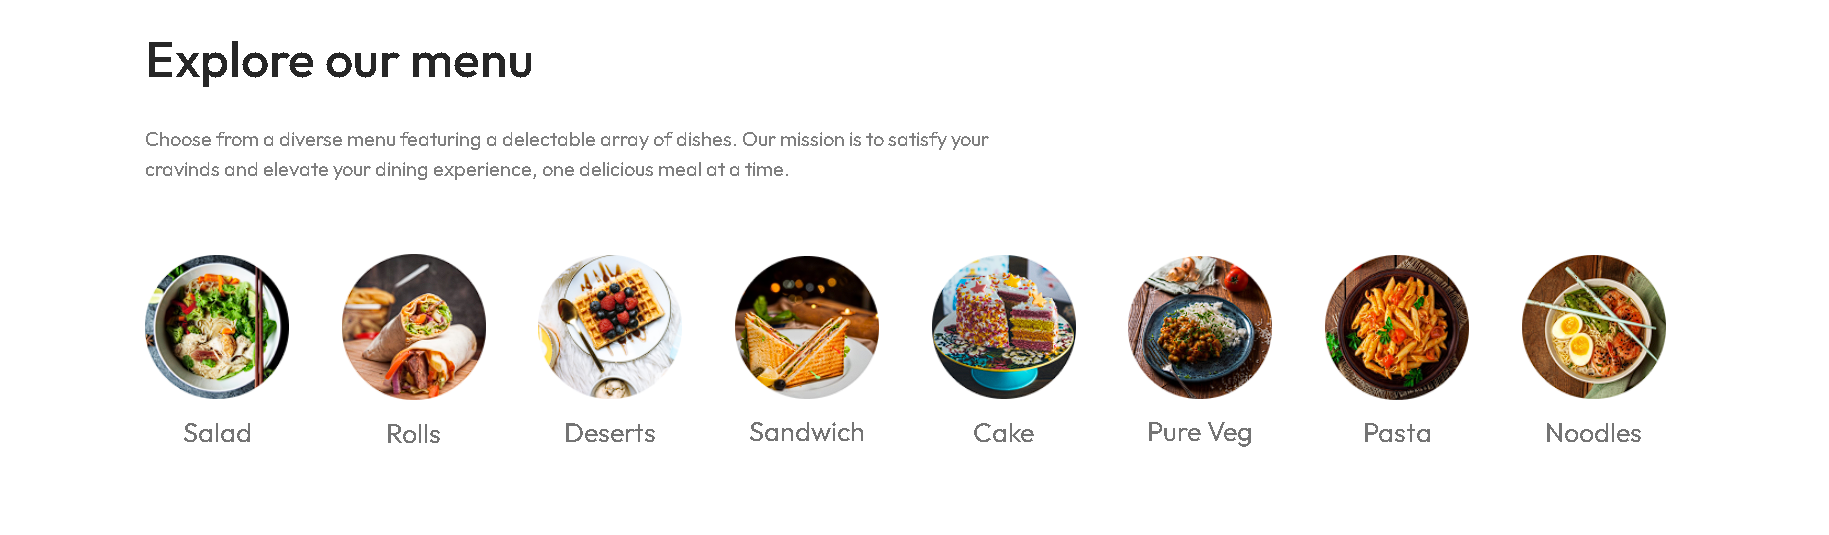 Explore our menu
Choose from a diverse menu featuring a delectable array of dishes. Our mission is to satisfy your
cravinds and elevate your dining experience, one delicious meal at a time.
Salad
Rolls
Deserts
Sandwich
Cake
Pure Veg
Pasta
Noodles